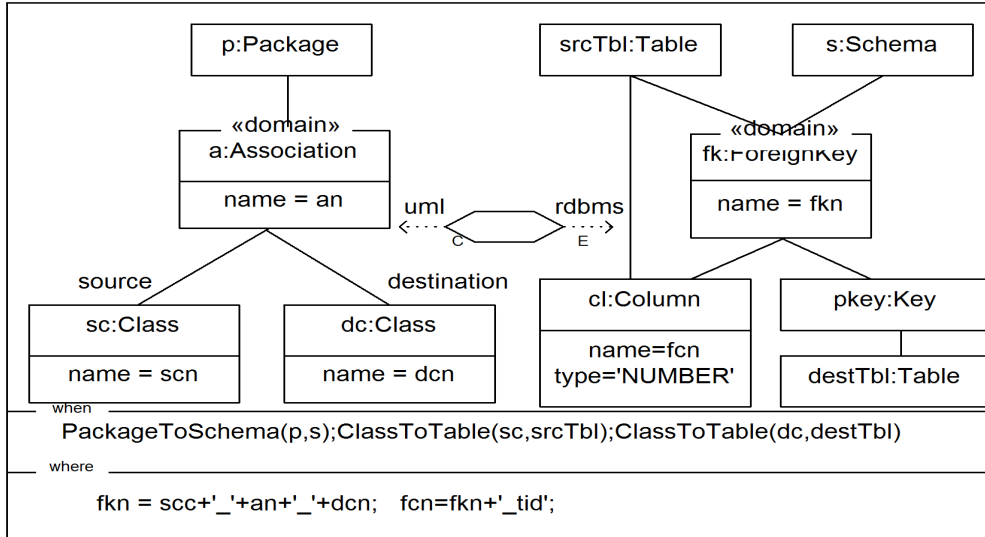 p:Package
srcTbl:Table
s:Schema
«domain»
a:Association
name = an
«domain»
fk:ForeignKey
name = fkn
uml
rdbms
C
E
source
destination
sc:Class
name = scn
dc:Class
name = dcn
cl:Column
name=fcn
type='NUMBER'
pkey:Key
destTbl:Table
when
PackageToSchema(p,s);ClassToTable(sc,srcTbl);ClassToTable(dc,destTbl)
where
fkn = scc+'_'+an+'_'+dcn; fcn=fkn+'_tid';